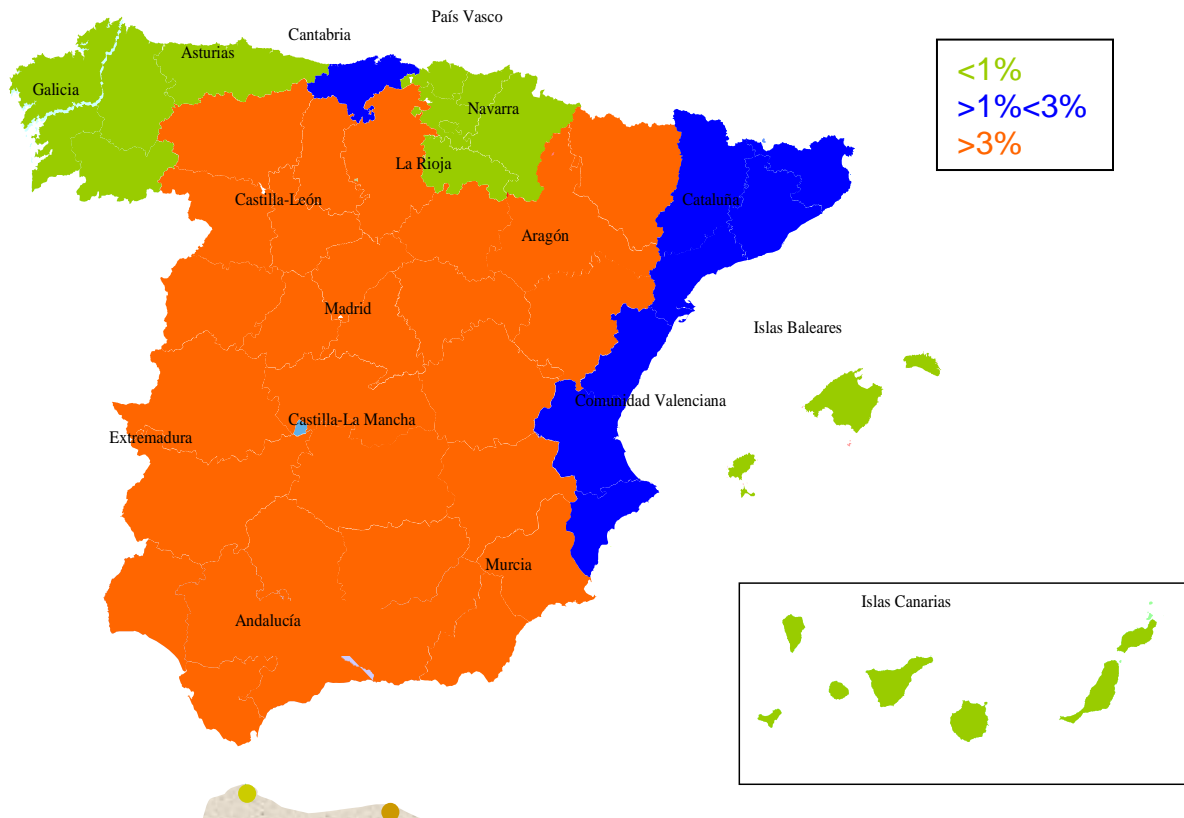 País Vasco
Cantabria
Asturias
Galicia
Navarra
La Rioja
Castilla-León
Cataluña
Aragón
Madrid
Islas Baleares
Comunidad Valenciana
Castilla-La Mancha
Extremadura
Murcia
Andalucía
Islas Canarias
<1%
>1%<3%
>3%